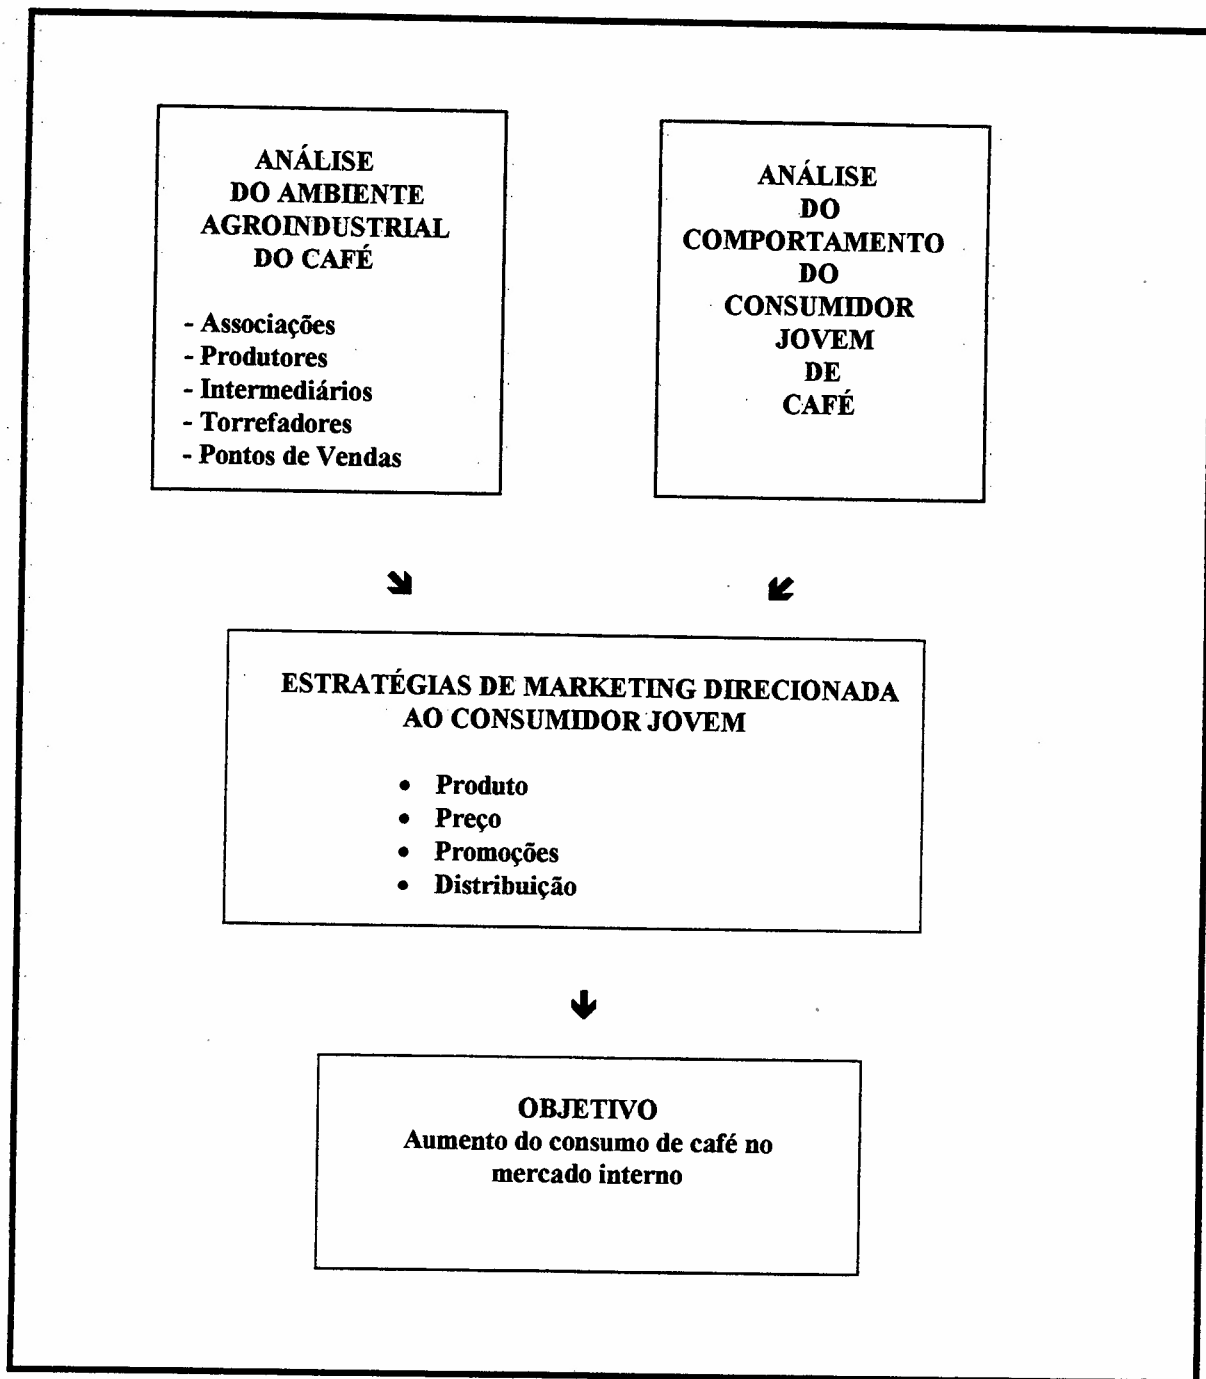 ANÁLISE
DO AMBIENTE
AGROINDUSTRIAL
DO CAFÉ
- Associações
- Produtores
- Intermediários
- Torrefadores
- Pontos de Vendas
ANÁLISE
DO
COMPORTAMENTO
DO
CONSUMIDOR
JOVEM
DE
CAFÉ
ESTRATÉGIAS DE MARKETING DIRECIONADA
AO CONSUMIDOR JOVEM
• Produto
• Preço
• Promoções
• Distribuição
OBJETIVO
Aumento do consumo de café no
mercado interno